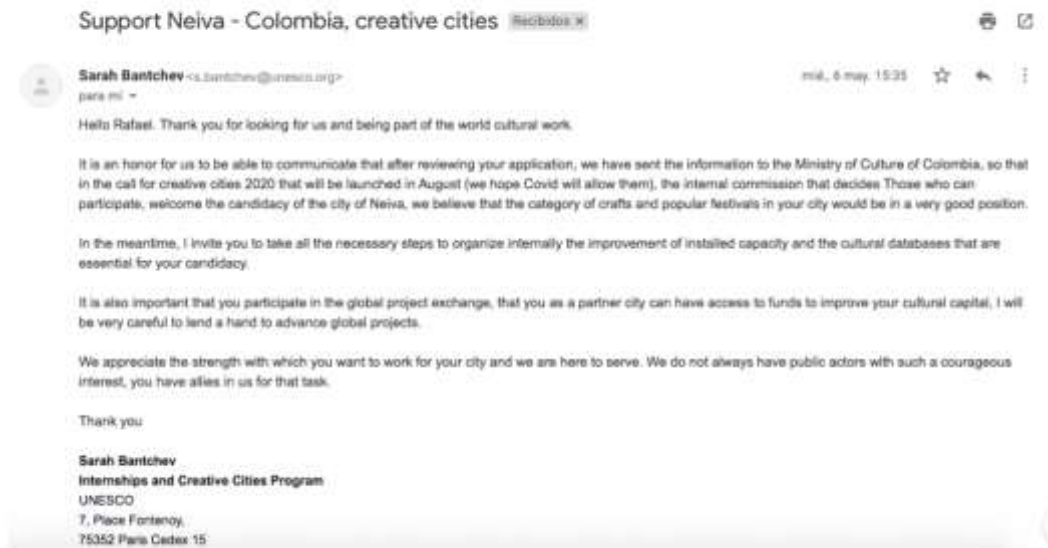 Support Neiva - Colombia, creative cities Recibidos x
Sarah Bantchev <s.bantchev@unesco.org> mié., 6 may. 15:35
para mí
Hello Rafael. Thank you for looking for us and being part of the world cultural work.
It is an honor for us to be able to communicate that after reviewing your application, we have sent the information to the Ministry of Culture of Colombia, so that
in the call for creative cities 2020 that will be launched in August (we hope Covid will allow them), the internal commission that decides Those who can
participate, welcome the candidacy of the city of Neiva, we believe that the category of crafts and popular festivals in your city would be in a very good position.
In the meantime, I invite you to take all the necessary steps to organize internally the improvement of installed capacity and the cultural databases that are
essential for your candidacy.
It is also important that you participate in the global project exchange, that you as a partner city can have access to funds to improve your cultural capital, I will
be very careful to lend a hand to advance global projects.
We appreciate the strength with which you want to work for your city and we are here to serve. We do not always have public actors with such a courageous
interest, you have allies in us for that task.
Thank you
Sarah Bantchev
Internships and Creative Cities Program
UNESCO
7, Place Fontenoy,
75352 Paris Cedex 15